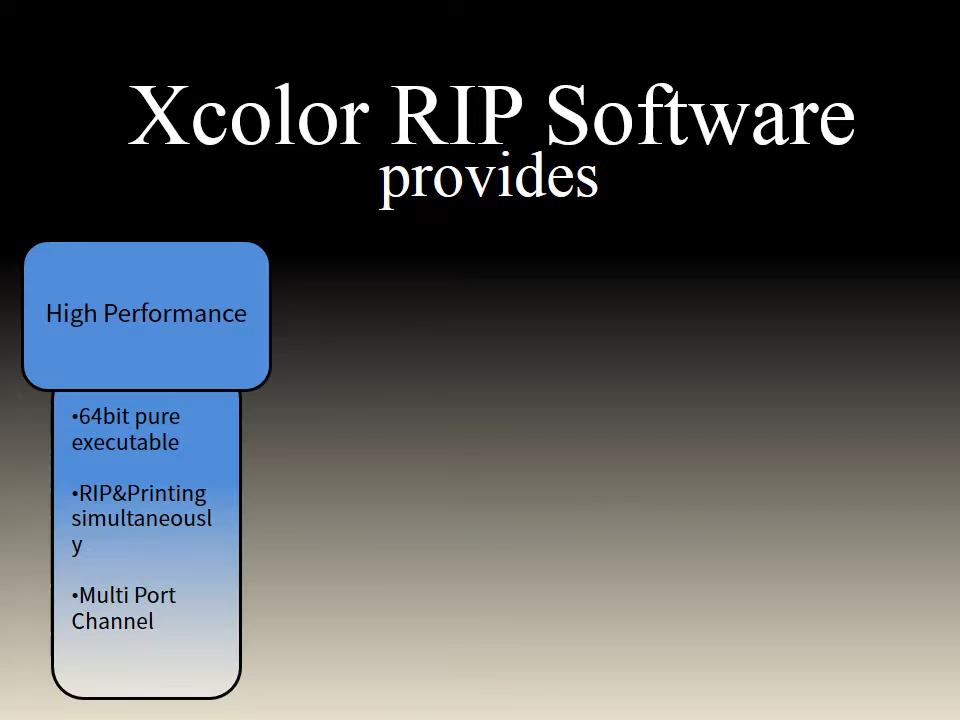 Xcolor RIP Software
provides
High Performance
•64bit pure
executable
•RIP&Printing
simultaneousl
y
•Multi Port
Channel